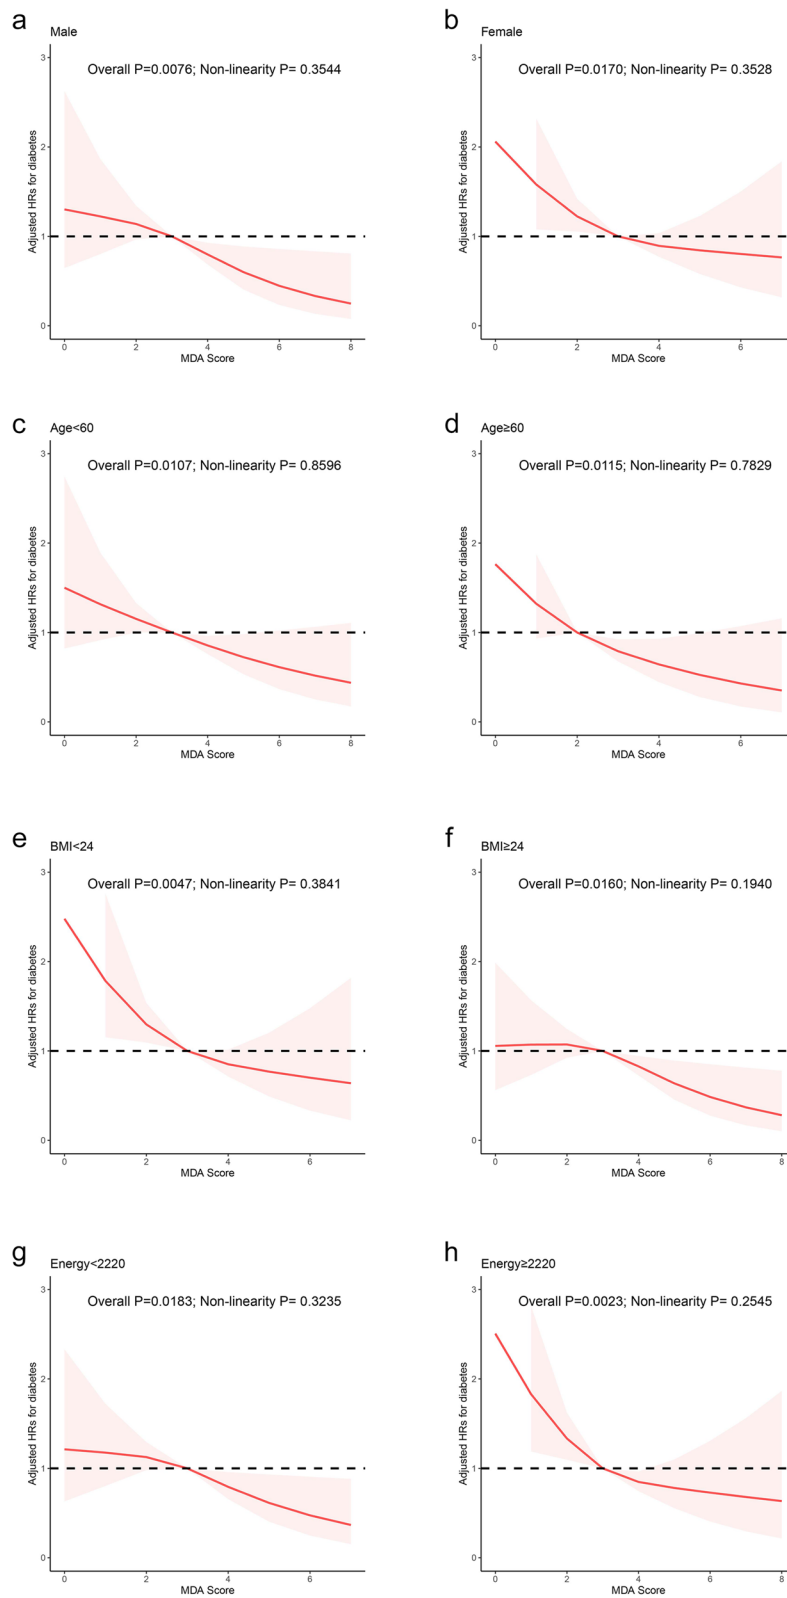 a
Male
Overall P=0.0076; Non-linearity P= 0.3544
Adjusted HRs for diabetes
3
2
1
0
0 2 4 6 8
MDA Score
b
Female
Overall P=0.0170; Non-linearity P= 0.3528
Adjusted HRs for diabetes
3
2
1
0
0 2 4 6
MDA Score
c
Age<60
Overall P=0.0107; Non-linearity P= 0.8596
Adjusted HRs for diabetes
3
2
1
0
0 2 4 6 8
MDA Score
d
Age≥60
Overall P=0.0115; Non-linearity P= 0.7829
Adjusted HRs for diabetes
3
2
1
0
0 2 4 6
MDA Score
e
BMI<24
Overall P=0.0047; Non-linearity P= 0.3841
Adjusted HRs for diabetes
3
2
1
0
0 2 4 6
MDA Score
f
BMI≥24
Overall P=0.0160; Non-linearity P= 0.1940
Adjusted HRs for diabetes
3
2
1
0
0 2 4 6 8
MDA Score
g
Energy<2220
Overall P=0.0183; Non-linearity P= 0.3235
Adjusted HRs for diabetes
3
2
1
0
0 2 4 6
MDA Score
h
Energy≥2220
Overall P=0.0023; Non-linearity P= 0.2545
Adjusted HRs for diabetes
3
2
1
0
0 2 4 6 8
MDA Score